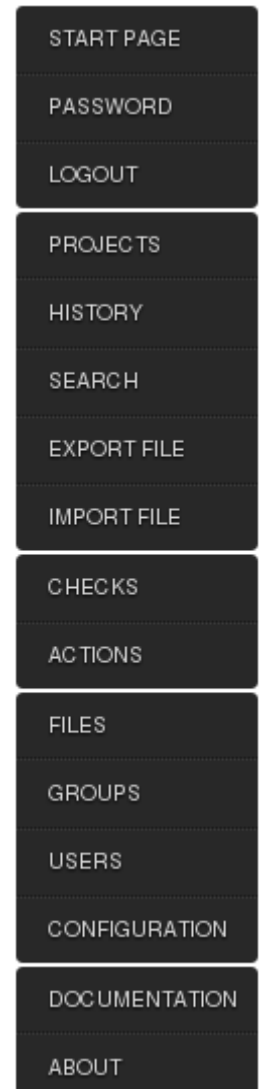 START PAGE
PASSWORD
LOGOUT
PROJECTS
HISTORY
SEARCH
EXPORT FILE
IMPORT FILE
CHECKS
ACTIONS
FILES
GROUPS
USERS
CONFIGURATION
DOCUMENTATION
ABOUT